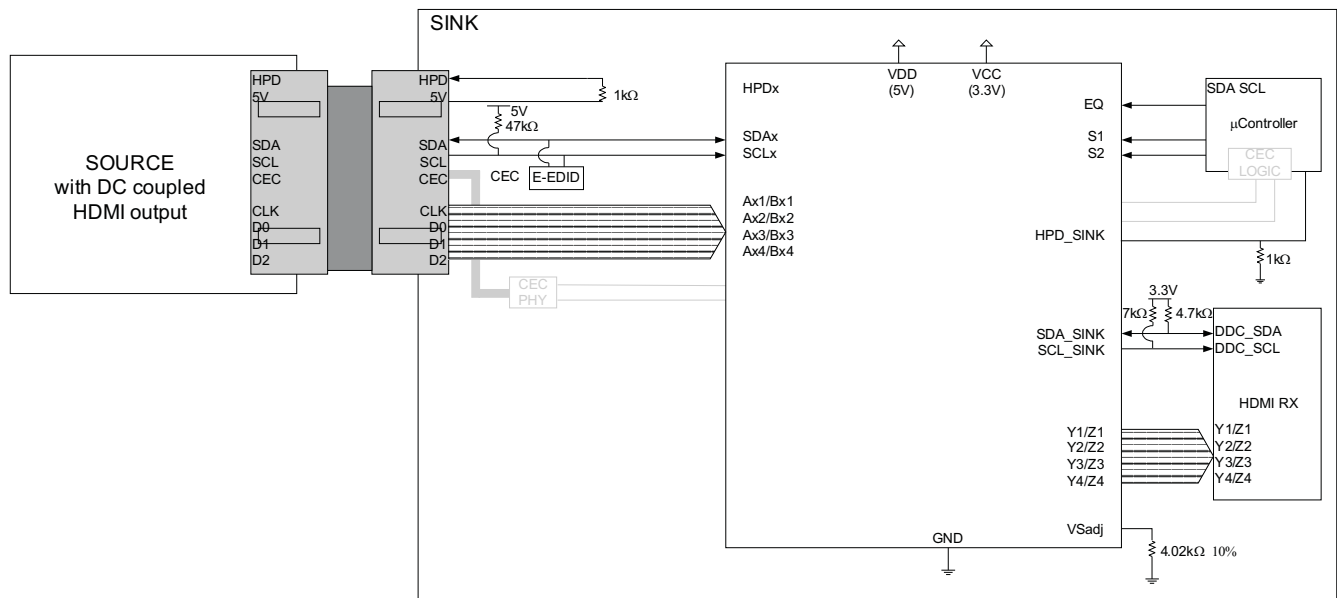 SINK
SOURCE
with DC coupled
HDMI output
HPD
5V
SDA
SCL
CEC
CLK
D0
D1
D2
HPD
5V
SDA
SCL
CEC
CLK
D0
D1
D2
1kΩ
5V
47kΩ
CEC
E-EDID
CEC
PHY
HPDx
SDAx
SCLx
Ax1/Bx1
Ax2/Bx2
Ax3/Bx3
Ax4/Bx4
VDD
(5V)
VCC
(3.3V)
EQ
S1
S2
HPD_SINK
SDA_SINK
SCL_SINK
Y1/Z1
Y2/Z2
Y3/Z3
Y4/Z4
VSadj
GND
SDA SCL
μController
CEC
LOGIC
1kΩ
3.3V
7kΩ
4.7kΩ
DDC_SDA
DDC_SCL
HDMI RX
Y1/Z1
Y2/Z2
Y3/Z3
Y4/Z4
4.02kΩ 10%